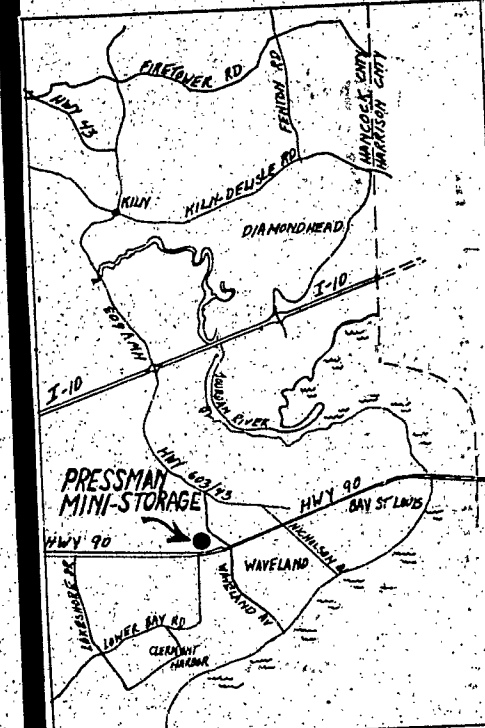 FIRETOWER RD
HWY 43
FENTON RD
HANCOCK CNTY
HARRISON CNTY
KILN-DELISLE RD
KILN
DIAMONDHEAD
I-10
HWY 603
I-10
JOURDAN RIVER
HWY 603/43
PRESSMAN
MINI-STORAGE
HWY 90
BAY ST LOUIS
NICHOLSON A
HWY 90
WAVELAND
WAVELAND AV
LAKESHORE DR
LOWER BAY RD
CLERMONT
HARBOR